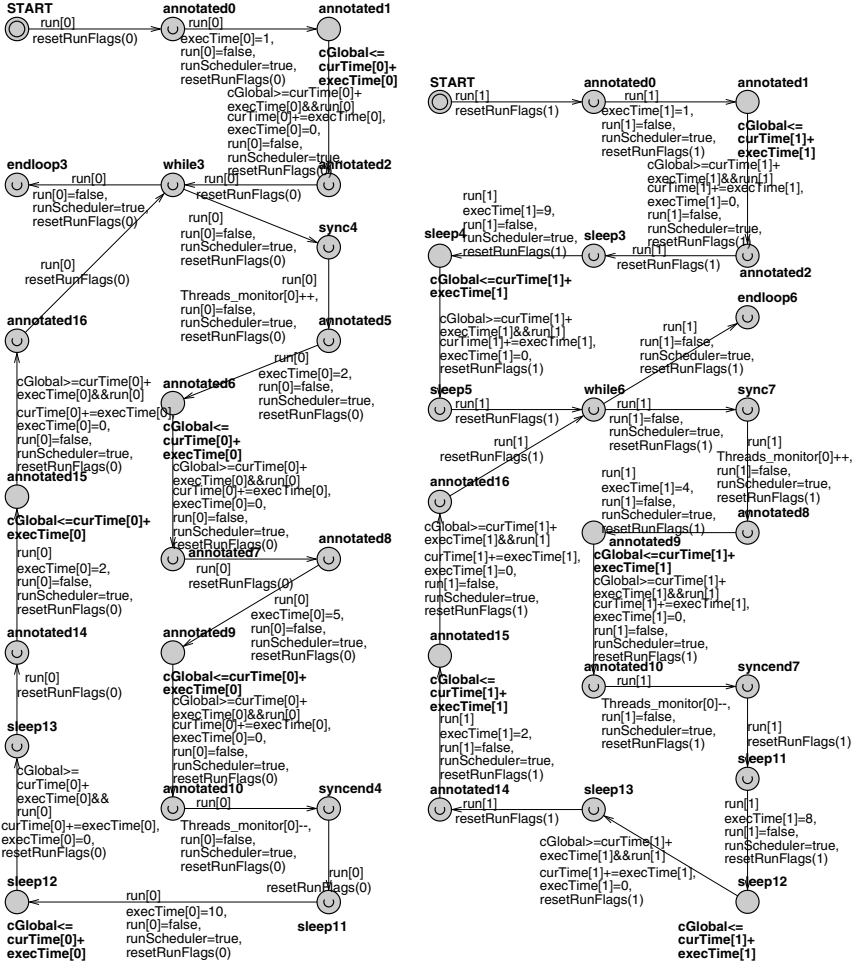 START
annotated0
annotated1
run[0]
resetRunFlags(0)
run[0]
execTime[0]=1,
run[0]=false,
runScheduler=true,
resetRunFlags(0)
cGlobal<=
curTime[0]+
execTime[0]
cGlobal>=curTime[0]+
execTime[0]&&run[0]
curTime[0]+=execTime[0],
execTime[0]=0,
run[0]=false,
runScheduler=true,
resetRunFlags(0)
endloop3
while3
annotated2
run[0]
run[0]=false,
runScheduler=true,
resetRunFlags(0)
run[0]
resetRunFlags(0)
run[0]
run[0]=false,
runScheduler=true,
resetRunFlags(0)
sync4
run[0]
resetRunFlags(0)
run[0]
Threads_monitor[0]++,
run[0]=false,
runScheduler=true,
resetRunFlags(0)
annotated16
annotated5
run[0]
execTime[0]=2,
run[0]=false,
runScheduler=true,
resetRunFlags(0)
annotated6
cGlobal>=curTime[0]+
execTime[0]&&run[0]
curTime[0]+=execTime[0],
execTime[0]=0,
run[0]=false,
runScheduler=true,
resetRunFlags(0)
cGlobal<=
curTime[0]+
execTime[0]
cGlobal>=curTime[0]+
execTime[0]&&run[0]
curTime[0]+=execTime[0],
execTime[0]=0,
run[0]=false,
runScheduler=true,
resetRunFlags(0)
annotated15
cGlobal<=curTime[0]+
execTime[0]
annotated7
annotated8
run[0]
resetRunFlags(0)
run[0]
execTime[0]=2,
run[0]=false,
runScheduler=true,
resetRunFlags(0)
run[0]
execTime[0]=5,
run[0]=false,
runScheduler=true,
resetRunFlags(0)
annotated14
annotated9
cGlobal<=curTime[0]+
execTime[0]
run[0]
resetRunFlags(0)
cGlobal>=curTime[0]+
execTime[0]&&run[0]
curTime[0]+=execTime[0],
execTime[0]=0,
run[0]=false,
runScheduler=true,
resetRunFlags(0)
sleep13
cGlobal>=
curTime[0]+
execTime[0]&&
run[0]
curTime[0]+=execTime[0],
execTime[0]=0,
resetRunFlags(0)
annotated10
syncend4
run[0]
Threads_monitor[0]--,
run[0]=false,
runScheduler=true,
resetRunFlags(0)
run[0]
resetRunFlags(0)
sleep12
cGlobal<=
curTime[0]+
execTime[0]
run[0]
execTime[0]=10,
run[0]=false,
runScheduler=true,
resetRunFlags(0)
sleep11
START
annotated0
annotated1
run[1]
resetRunFlags(1)
run[1]
execTime[1]=1,
run[1]=false,
runScheduler=true,
resetRunFlags(1)
cGlobal<=
curTime[1]+
execTime[1]
cGlobal>=curTime[1]+
execTime[1]&&run[1]
curTime[1]+=execTime[1],
execTime[1]=0,
run[1]=false,
runScheduler=true,
resetRunFlags(1)
run[1]
execTime[1]=9,
run[1]=false,
runScheduler=true,
resetRunFlags(1)
sleep4
sleep3
run[1]
resetRunFlags(1)
annotated2
cGlobal<=curTime[1]+
execTime[1]
endloop6
cGlobal>=curTime[1]+
execTime[1]&&run[1]
curTime[1]+=execTime[1],
execTime[1]=0,
resetRunFlags(1)
run[1]
run[1]=false,
runScheduler=true,
resetRunFlags(1)
sleep5
while6
sync7
run[1]
resetRunFlags(1)
run[1]
run[1]=false,
runScheduler=true,
resetRunFlags(1)
run[1]
resetRunFlags(1)
run[1]
Threads_monitor[0]++,
run[1]=false,
runScheduler=true,
resetRunFlags(1)
annotated16
run[1]
execTime[1]=4,
run[1]=false,
runScheduler=true,
resetRunFlags(1)
annotated8
annotated9
cGlobal<=curTime[1]+
execTime[1]
cGlobal>=curTime[1]+
execTime[1]&&run[1]
curTime[1]+=execTime[1],
execTime[1]=0,
run[1]=false,
runScheduler=true,
resetRunFlags(1)
cGlobal>=curTime[1]+
execTime[1]&&run[1]
curTime[1]+=execTime[1],
execTime[1]=0,
run[1]=false,
runScheduler=true,
resetRunFlags(1)
annotated15
cGlobal<=
curTime[1]+
execTime[1]
annotated10
syncend7
run[1]
Threads_monitor[0]--,
run[1]=false,
runScheduler=true,
resetRunFlags(1)
run[1]
resetRunFlags(1)
run[1]
execTime[1]=2,
run[1]=false,
runScheduler=true,
resetRunFlags(1)
sleep11
annotated14
sleep13
run[1]
resetRunFlags(1)
run[1]
execTime[1]=8,
run[1]=false,
runScheduler=true,
resetRunFlags(1)
cGlobal>=curTime[1]+
execTime[1]&&run[1]
curTime[1]+=execTime[1],
execTime[1]=0,
resetRunFlags(1)
sleep12
cGlobal<=
curTime[1]+
execTime[1]